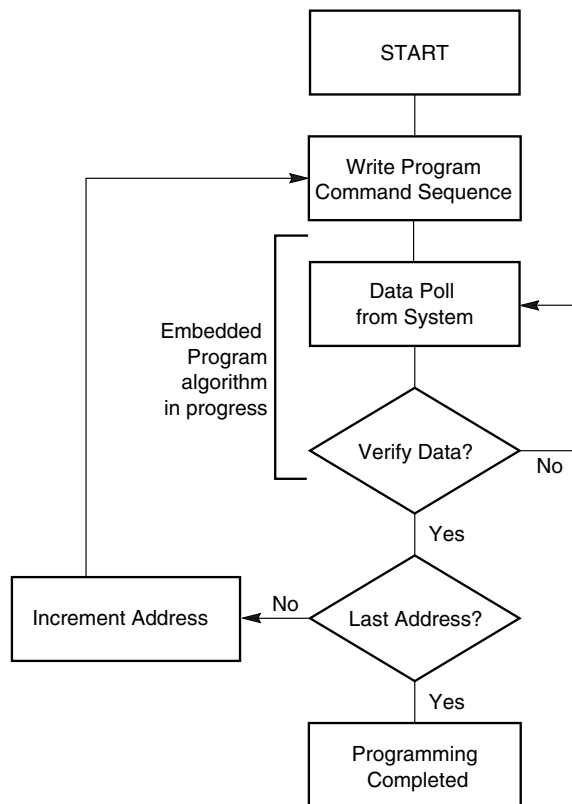 START
Write Program
Command Sequence
Data Poll
from System
Embedded
Program
algorithm
in progress
Verify Data?
No
Yes
Last Address?
No
Increment Address
Yes
Programming
Completed